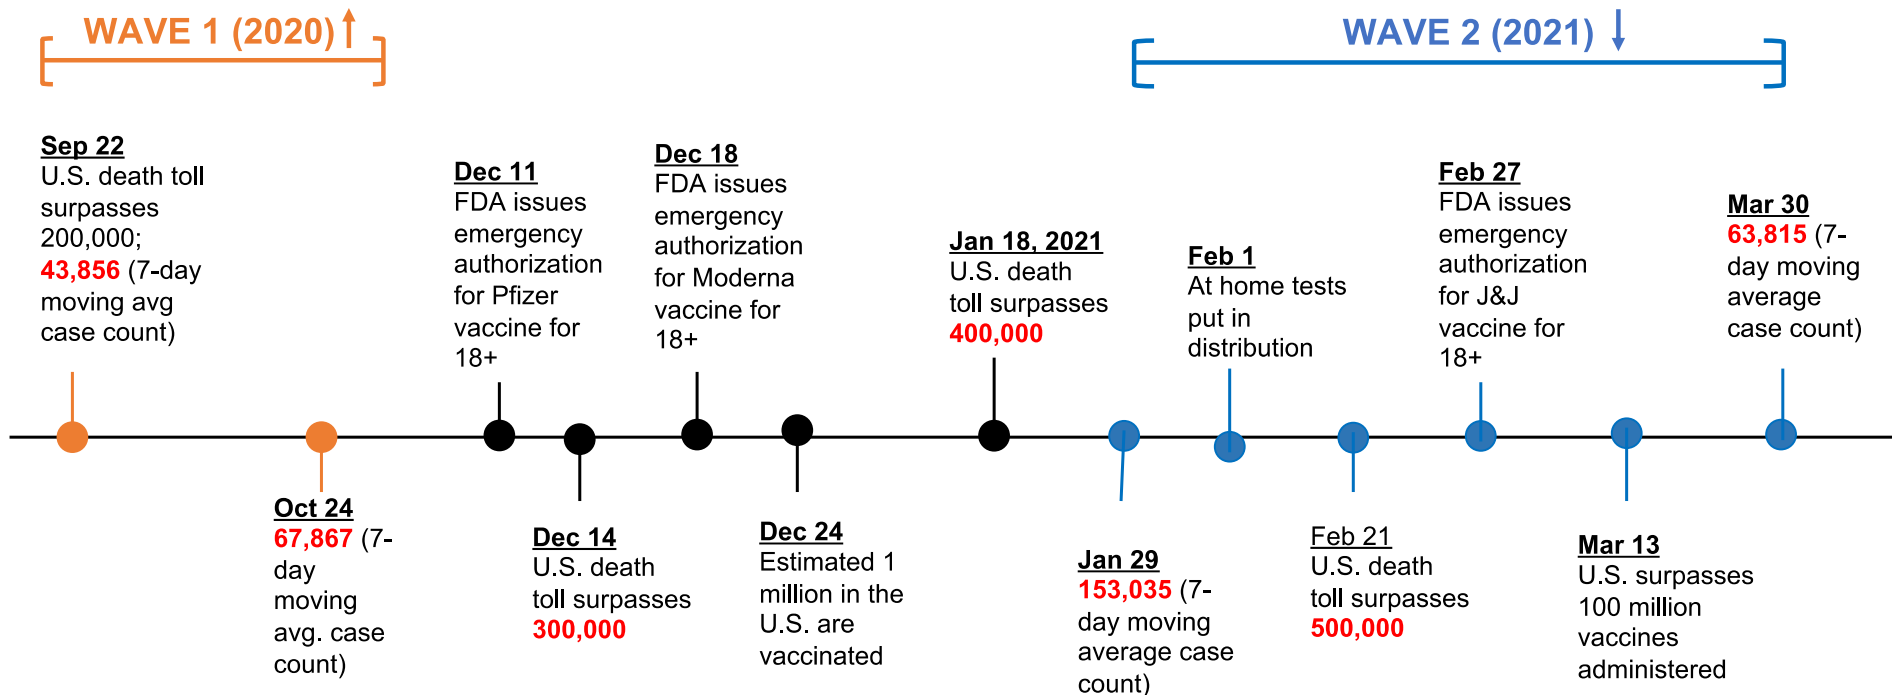 WAVE 1 (2020)
WAVE 2 (2021)
Sep 22
U.S. death toll
surpasses
200,000;
43,856 (7-day
moving avg
case count)
Oct 24
67,867 (7-
day
moving
avg. case
count)
Dec 11
FDA issues
emergency
authorization
for Pfizer
vaccine for
18+
Dec 14
U.S. death
toll surpasses
300,000
Dec 18
FDA issues
emergency
authorization
for Moderna
vaccine for
18+
Dec 24
Estimated 1
million in the
U.S. are
vaccinated
Jan 18, 2021
U.S. death
toll surpasses
400,000
Jan 29
153,035 (7-
day moving
average case
count)
Feb 1
At home tests
put in
distribution
Feb 21
U.S. death
toll surpasses
500,000
Feb 27
FDA issues
emergency
authorization
for J&J
vaccine for
18+
Mar 13
U.S. surpasses
100 million
vaccines
administered
Mar 30
63,815 (7-
day moving
average
case count)